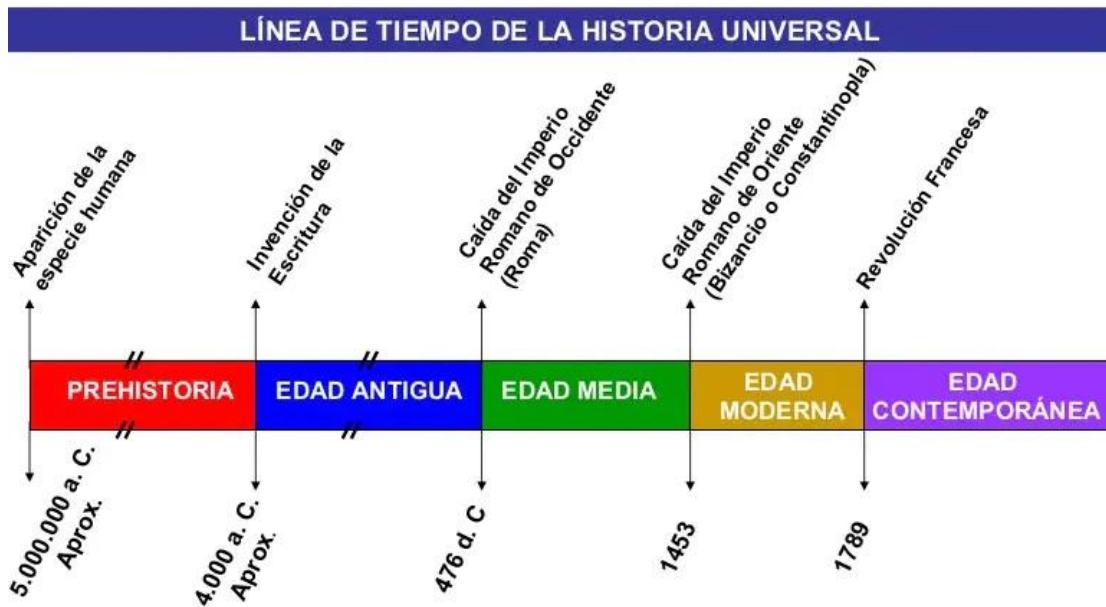 LÍNEA DE TIEMPO DE LA HISTORIA UNIVERSAL
Aparición de la
especie humana
Invención de la
Escritura
Caída del Imperio
Romano de Occidente
(Roma)
Caída del Imperio
Romano de Oriente
(Bizancio o Constantinopla)
Revolución Francesa
PREHISTORIA
EDAD ANTIGUA
EDAD MEDIA
EDAD
MODERNA
EDAD
CONTEMPORÁNEA
5.000.000 a. C.
Aprox.
4.000 a. C.
Aprox.
476 d. C
1453
1789